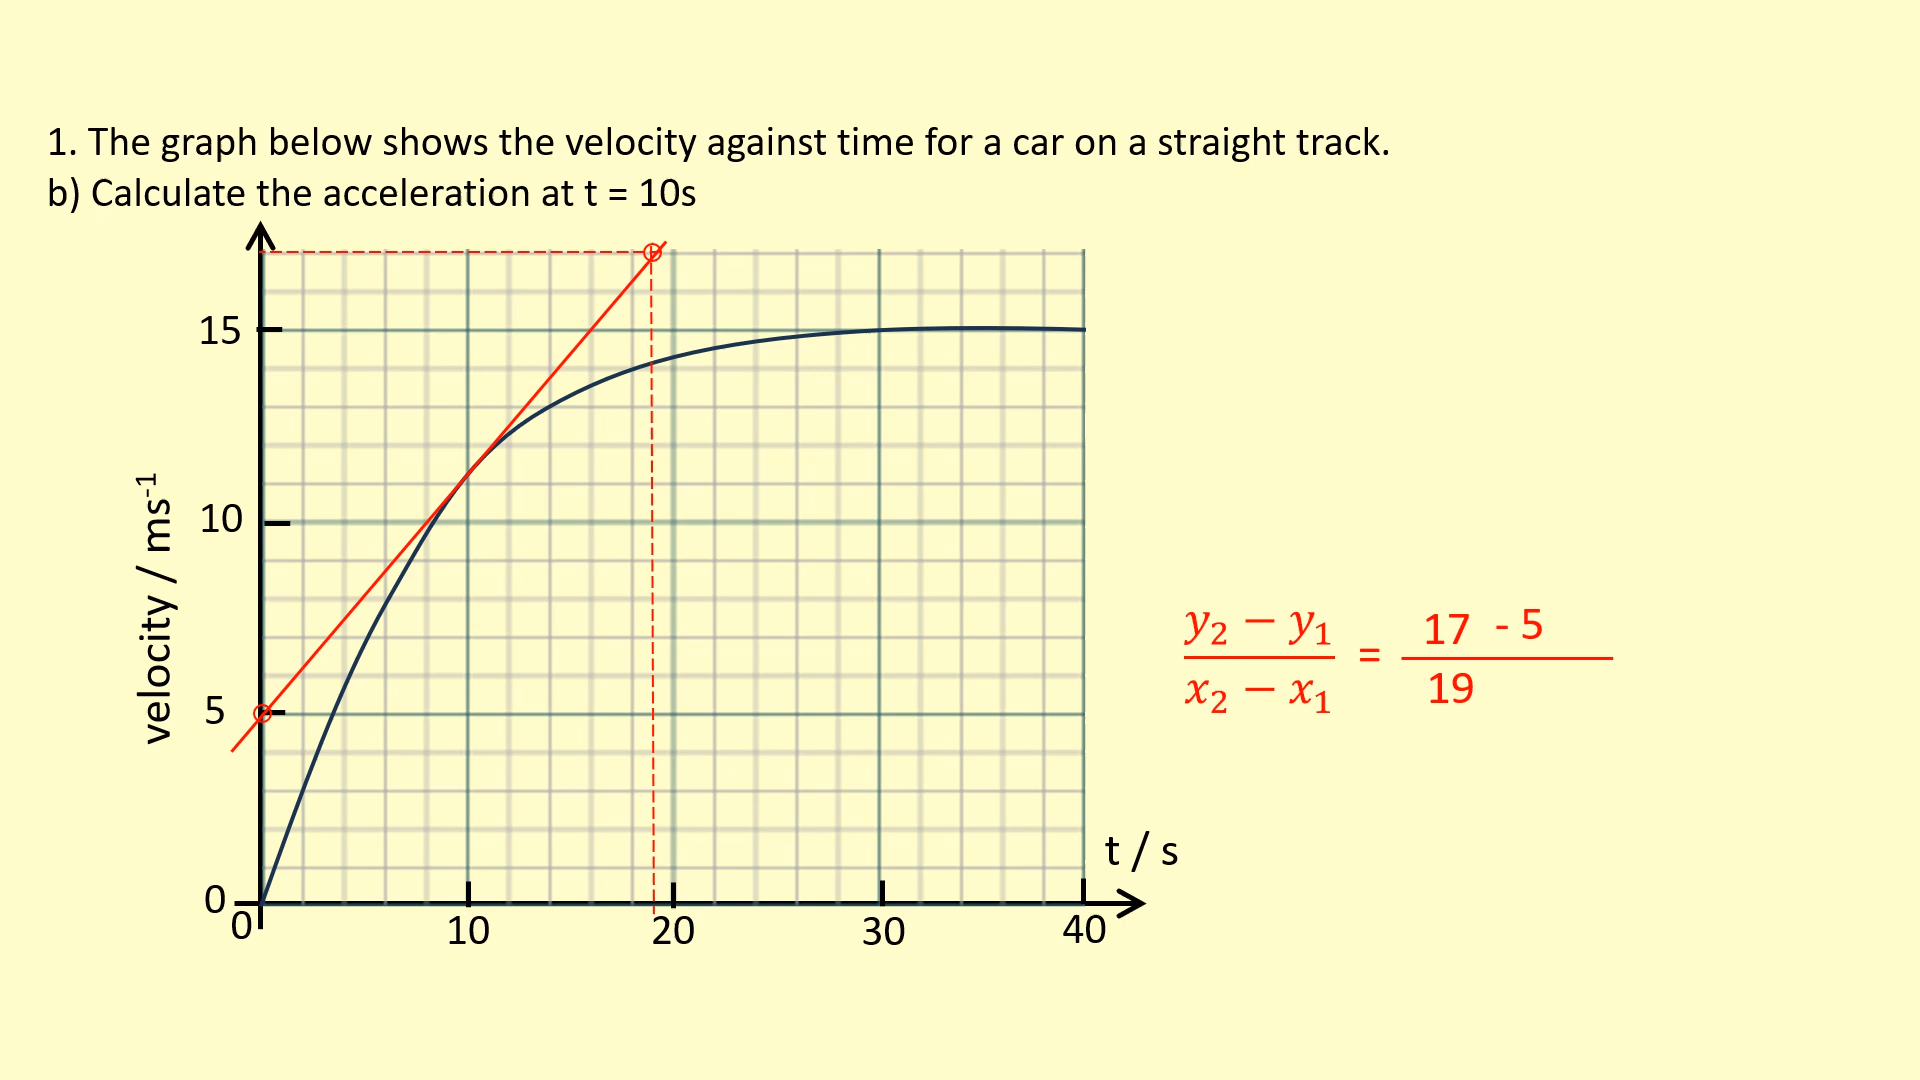 1. The graph below shows the velocity against time for a car on a straight track.
b) Calculate the acceleration at t = 10s
15
10
5
0
0
10
20
30
40
velocity / ms⁻¹
t / s
y₂ − y₁
x₂ − x₁
=
17 - 5
19